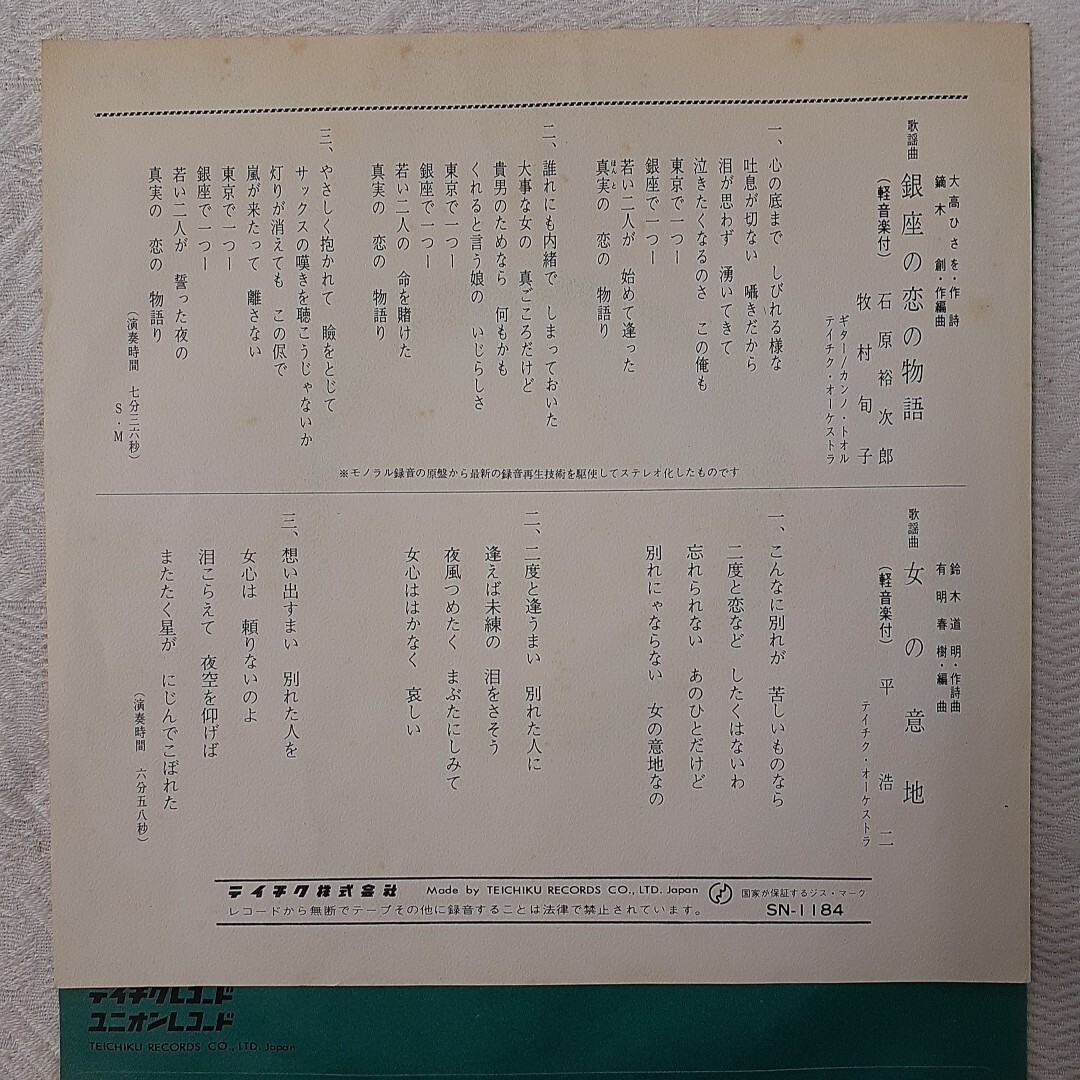 大高ひさを・作詩
鏑木　創・作編曲
歌謡曲　銀座の恋の物語
（軽音楽付）　石原裕次郎
牧村旬子
ギター/カンノ・トオル
テイチク・オーケストラ
一、心の底まで　しびれる様な
吐息が切ない　囁きだから
泪が思わず　湧いてきて
泣きたくなるのさ　この俺も
東京で一つー
銀座で一つー
若い二人が　始めて逢った
真実の　恋の　物語り
ほんと
二、誰れにも内緒で　しまっておいた
大事な女の　真ごころだけど
貴男のためなら　何もかも
くれると言う娘の　いじらしさ
東京で一つー
銀座で一つー
若い二人の　命を賭けた
真実の　恋の　物語り
三、やさしく抱かれて　瞼をとじて
サックスの嘆きを聴こうじゃないか
灯りが消えても　この侭で
嵐が来たって　離さない
東京で一つー
銀座で一つー
若い二人が　誓った夜の
真実の　恋の　物語り
（演奏時間　七分三六秒）
S・M
※モノラル録音の原盤から最新の録音再生技術を駆使してステレオ化したものです
鈴木道明・作詩曲
有明春樹・編曲
歌謡曲　女の意地
（軽音楽付）　平　浩二
テイチク・オーケストラ
一、こんなに別れが　苦しいものなら
二度と恋など　したくはないわ
忘れられない　あのひとだけど
別れにゃならない　女の意地なの
二、二度と逢うまい　別れた人に
逢えば未練の　泪をさそう
夜風つめたく　まぶたにしみて
女心ははかなく　哀しい
三、想い出すまい　別れた人を
女心は　頼りないのよ
泪こらえて　夜空を仰げば
またたく星が　にじんでこぼれた
（演奏時間　六分五八秒）
テイチク株式会社　Made by TEICHIKU RECORDS CO., LTD. Japan　国家が保証するジス・マーク
レコードから無断でテープその他に録音することは法律で禁止されています。　SN-1184
テイチクレコード
ユニオンレコード
TEICHIKU RECORDS CO., LTD. Japan